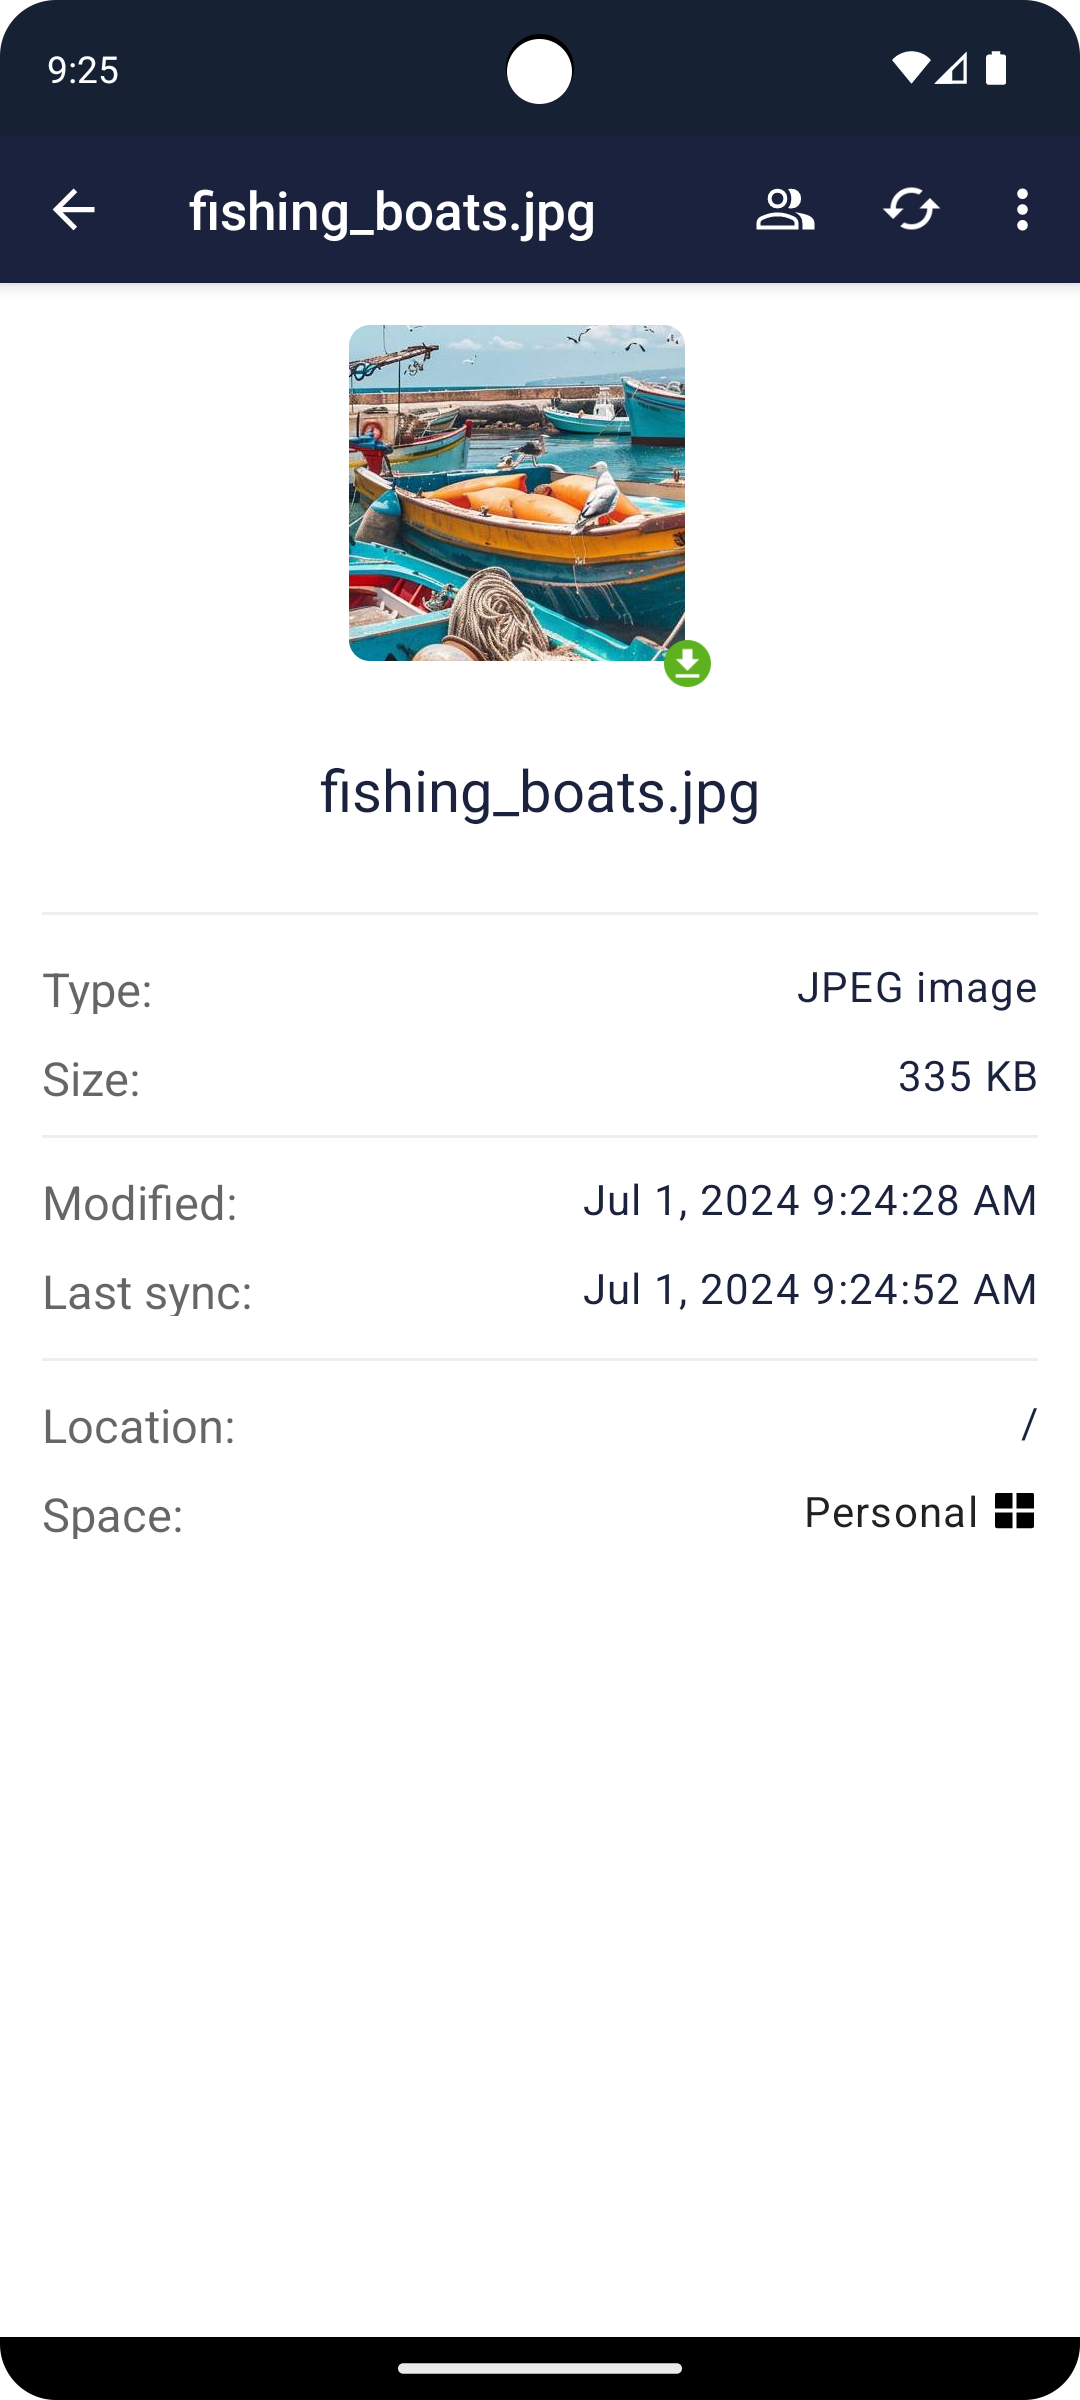 9:25
fishing_boats.jpg
fishing_boats.jpg
Type: JPEG image
Size: 335 KB
Modified: Jul 1, 2024 9:24:28 AM
Last sync: Jul 1, 2024 9:24:52 AM
Location: /
Space: Personal